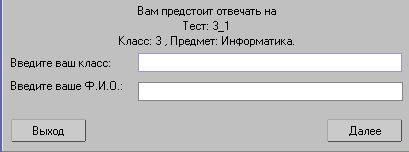 Вам предстоит отвечать на
Тест: 3_1
Класс: 3 , Предмет: Информатика.
Введите ваш класс:
Введите ваше Ф.И.О.:
Выход
Далее